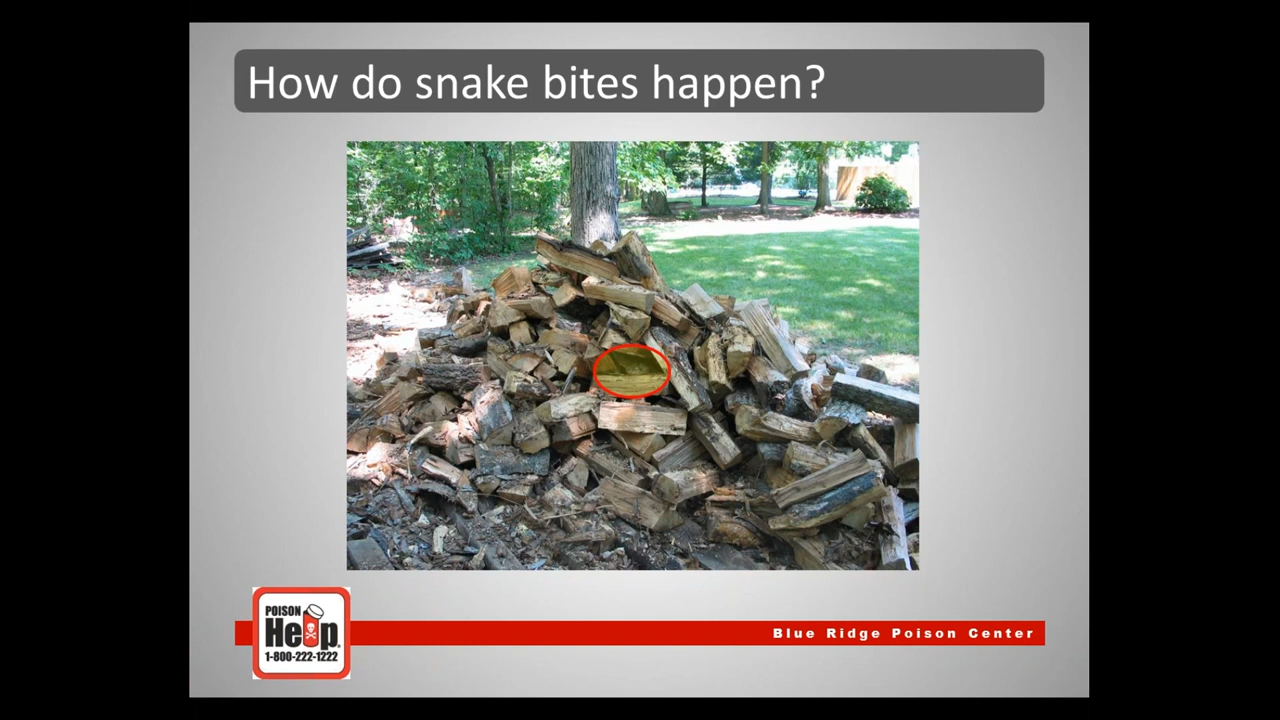 How do snake bites happen?
POISON
Help®
1-800-222-1222
Blue Ridge Poison Center